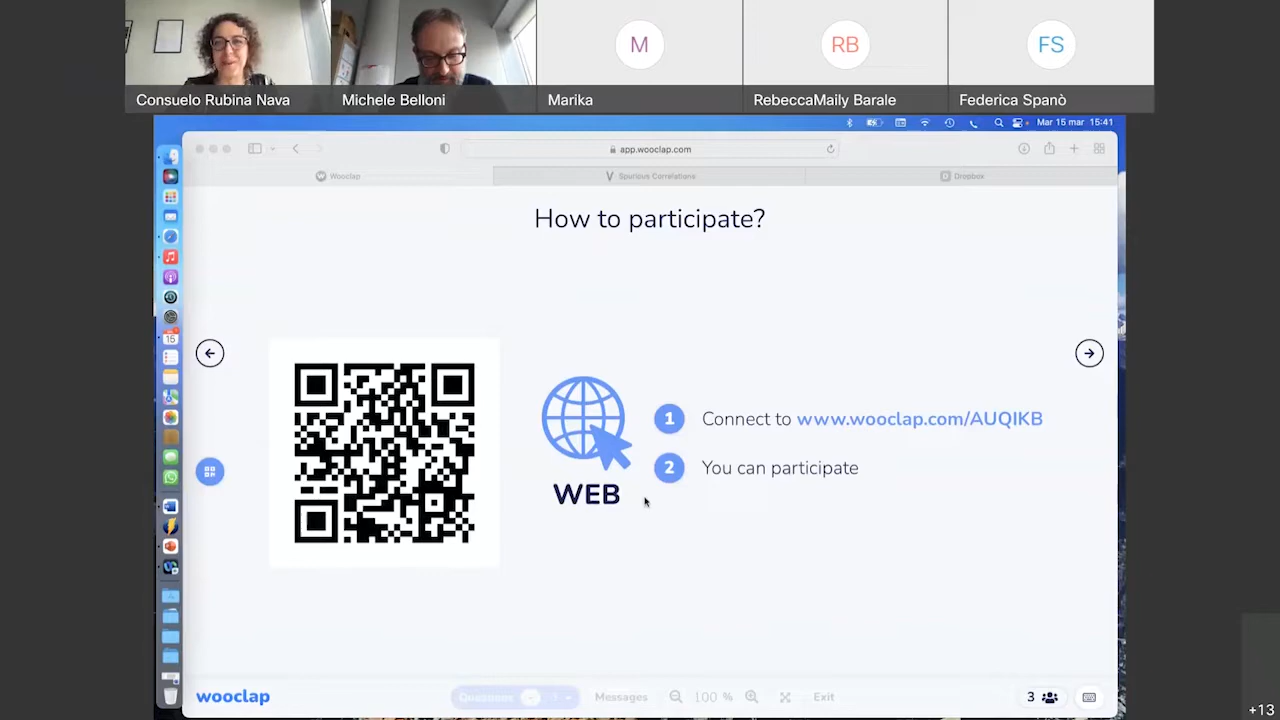 M
RB
FS
Consuelo Rubina Nava
Michele Belloni
Marika
RebeccaMaily Barale
Federica Spanò
Mar 15 mar 15:41
app.wooclap.com
Wooclap
Spurious Correlations
Dropbox
How to participate?
15
1 Connect to www.wooclap.com/AUQIKB
2 You can participate
WEB
wooclap
Questions
Messages
100 %
Exit
3
+13